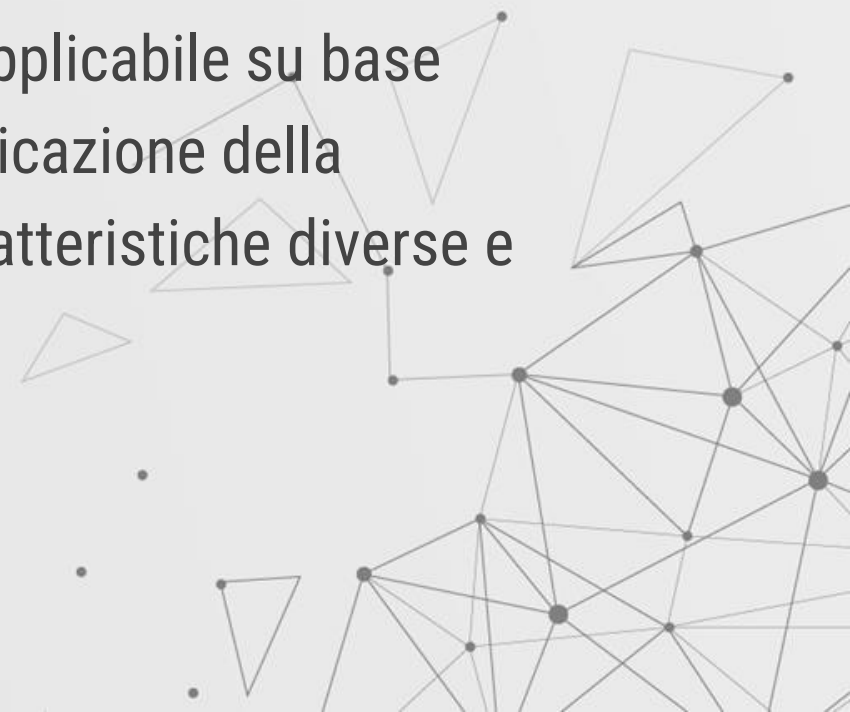 pplicabile su base
icazione della
atteristiche diverse e